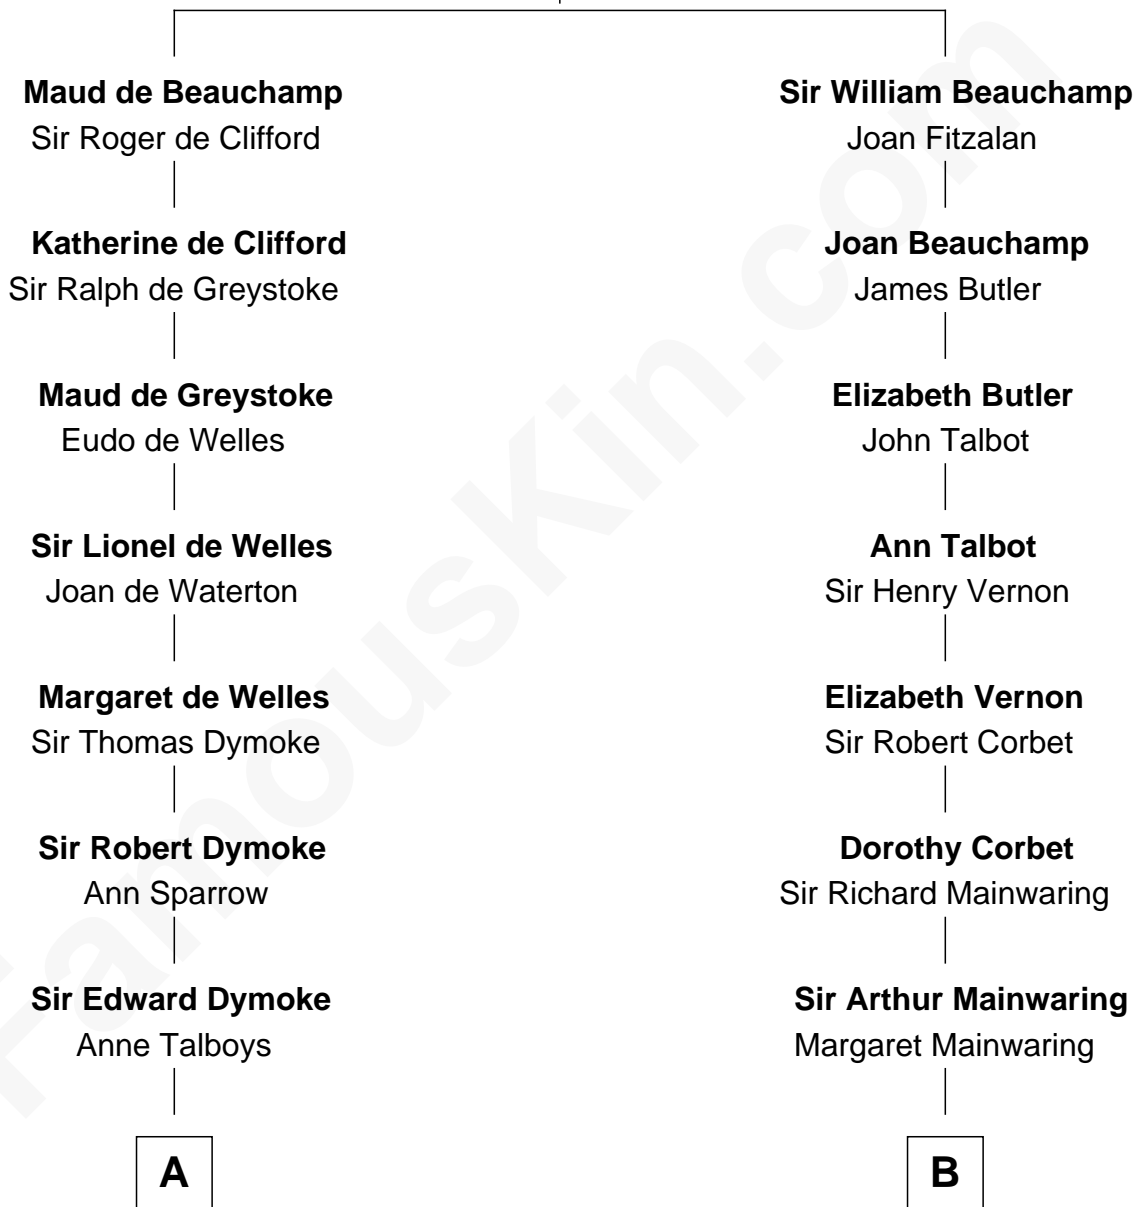 Maud de Beauchamp
Sir Roger de Clifford
Katherine de Clifford
Sir Ralph de Greystoke
Maud de Greystoke
Eudo de Welles
Sir Lionel de Welles
Joan de Waterton
Margaret de Welles
Sir Thomas Dymoke
Sir Robert Dymoke
Ann Sparrow
Sir Edward Dymoke
Anne Talboys
A
Sir William Beauchamp
Joan Fitzalan
Joan Beauchamp
James Butler
Elizabeth Butler
John Talbot
Ann Talbot
Sir Henry Vernon
Elizabeth Vernon
Sir Robert Corbet
Dorothy Corbet
Sir Richard Mainwaring
Sir Arthur Mainwaring
Margaret Mainwaring
B
FamousKin.com